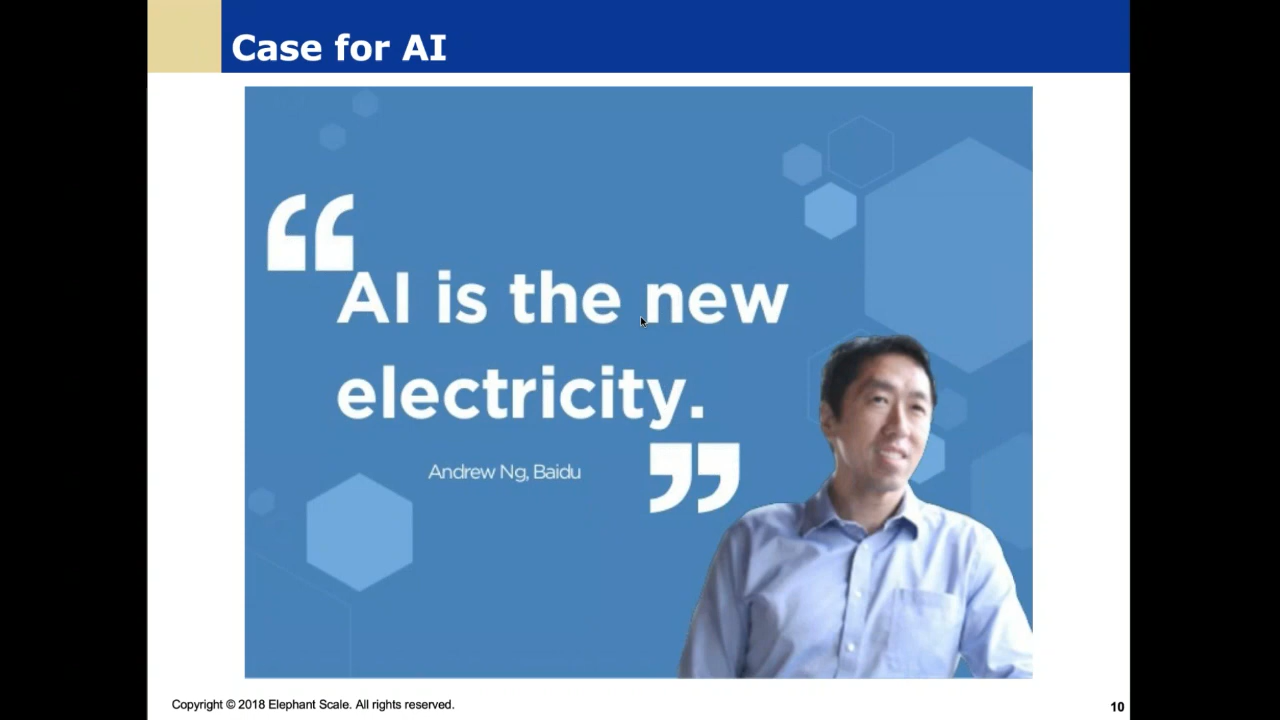 Case for AI
“
AI is the new
electricity.
Andrew Ng, Baidu
”
Copyright © 2018 Elephant Scale. All rights reserved.
10